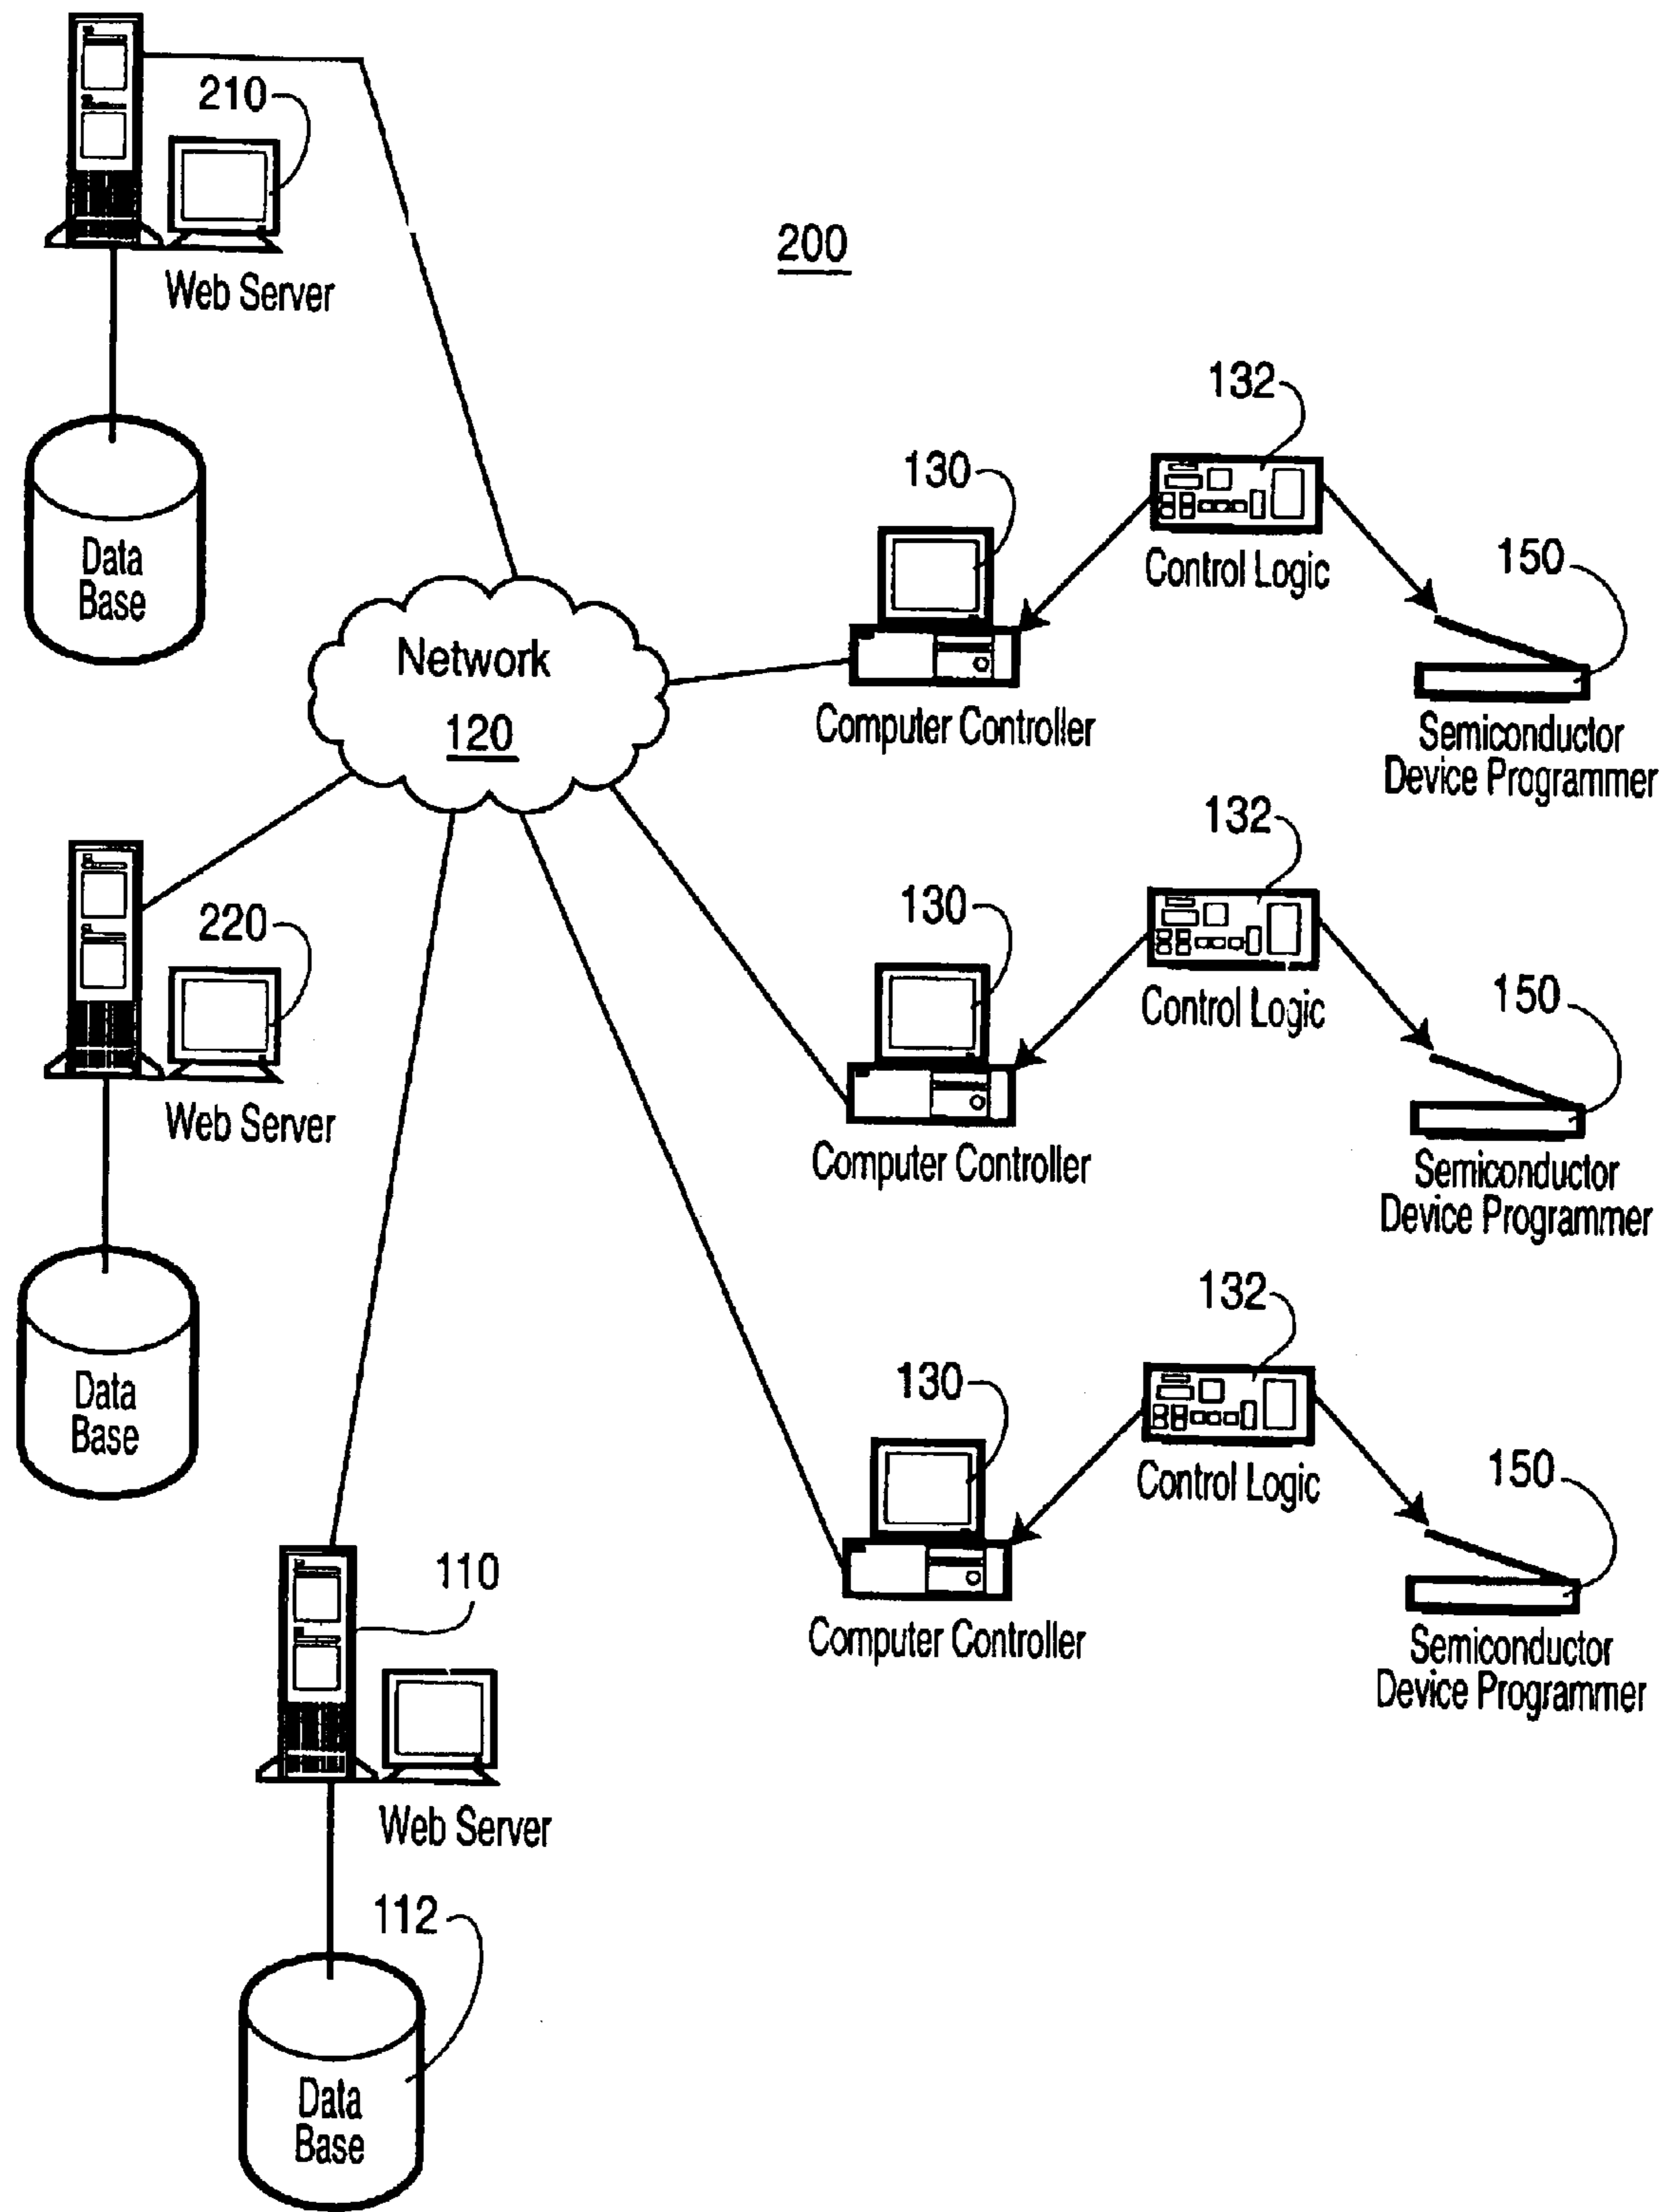 210
Web Server
200
Data
Base
132
130
Control Logic
150
Network
120
Computer Controller
Semiconductor
Device Programmer
220
Web Server
132
130
Control Logic
150
Computer Controller
Semiconductor
Device Programmer
Data
Base
132
130
Control Logic
150
110
Computer Controller
Semiconductor
Device Programmer
Web Server
112
Data
Base